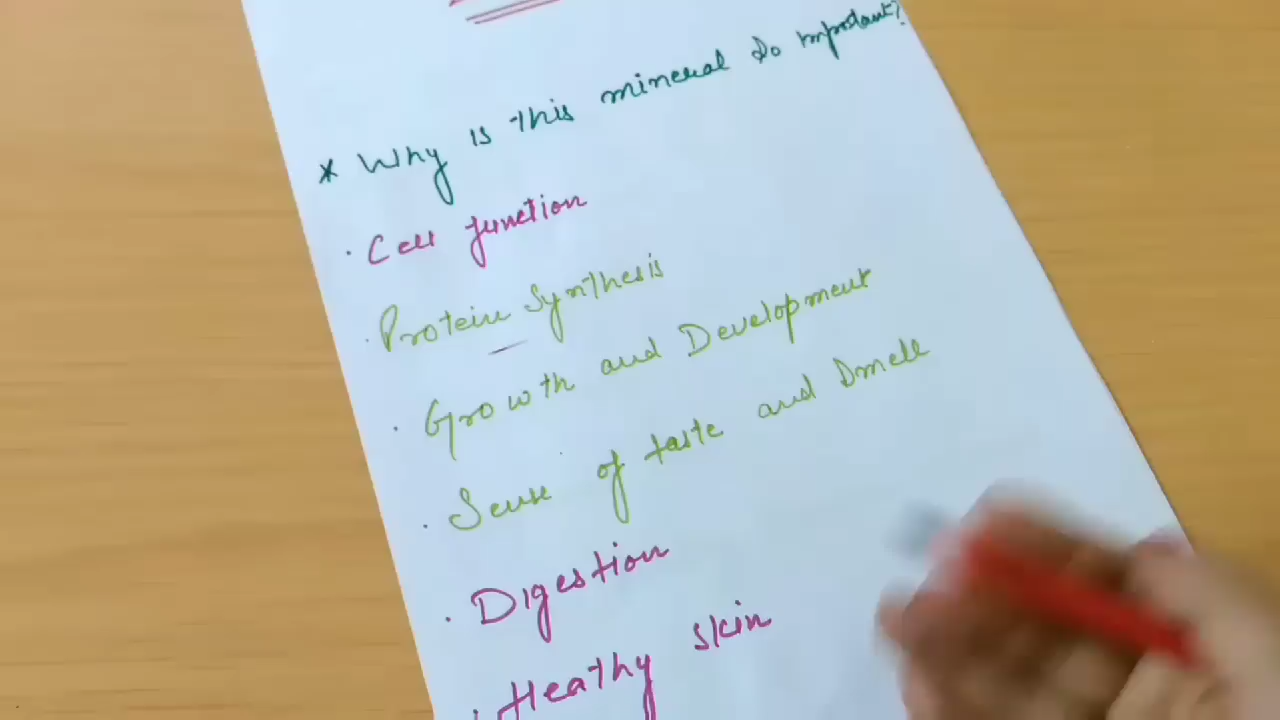 * Why is this mineral so important?
· Cell function
· Protein Synthesis
· Growth and Development
· Sense of taste and Smell
· Digestion
· Heathy skin